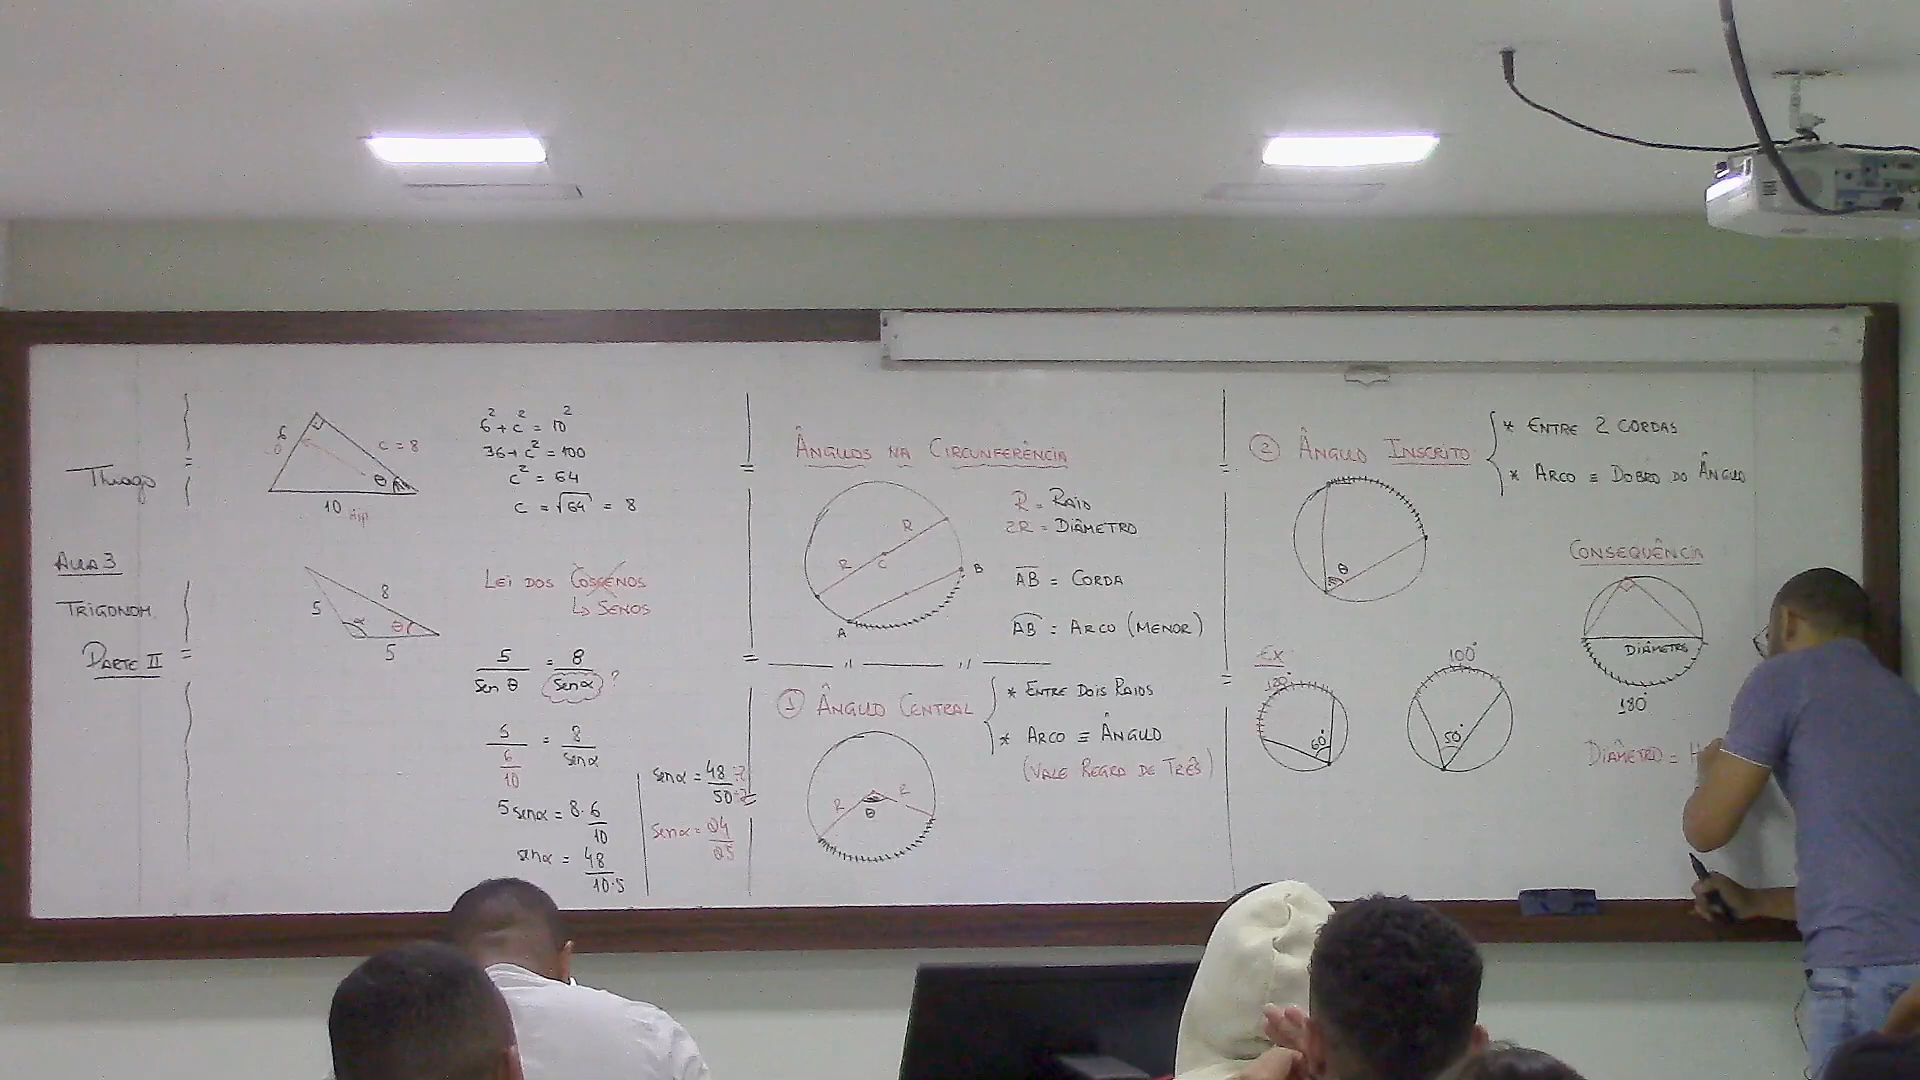 Thiago
Aula 3
TRIGONOM.
PARTE II
6
c = 8
θ
10 Hip
6² + c² = 10²
36 + c² = 100
c² = 64
c = √64 = 8
8
5
α
θ
5
LEI DOS COSSENOS
↳ SENOS
5/Sen θ = 8/Sen α ?
5/(6/10) = 8/sen α
5 sen α = 8 · 6/10
sen α = 48/10·5
sen α = 48 ÷2/50 ÷2
sen α = 24/25
ÂNGULOS NA CIRCUNFERÊNCIA
R
R
C
B
A
R = RAIO
2R = DIÂMETRO
A̅B̅ = CORDA
A͡B = ARCO (MENOR)
① ÂNGULO CENTRAL
* ENTRE DOIS RAIOS
* ARCO ≡ ÂNGULO
(VALE REGRA DE TRÊS)
R
R
θ
② ÂNGULO INSCRITO
* ENTRE 2 CORDAS
* ARCO = DOBRO DO ÂNGULO
θ
EX
120°
60°
100°
50°
CONSEQUÊNCIA
DIÂMETRO
180°
DIÂMETRO = H